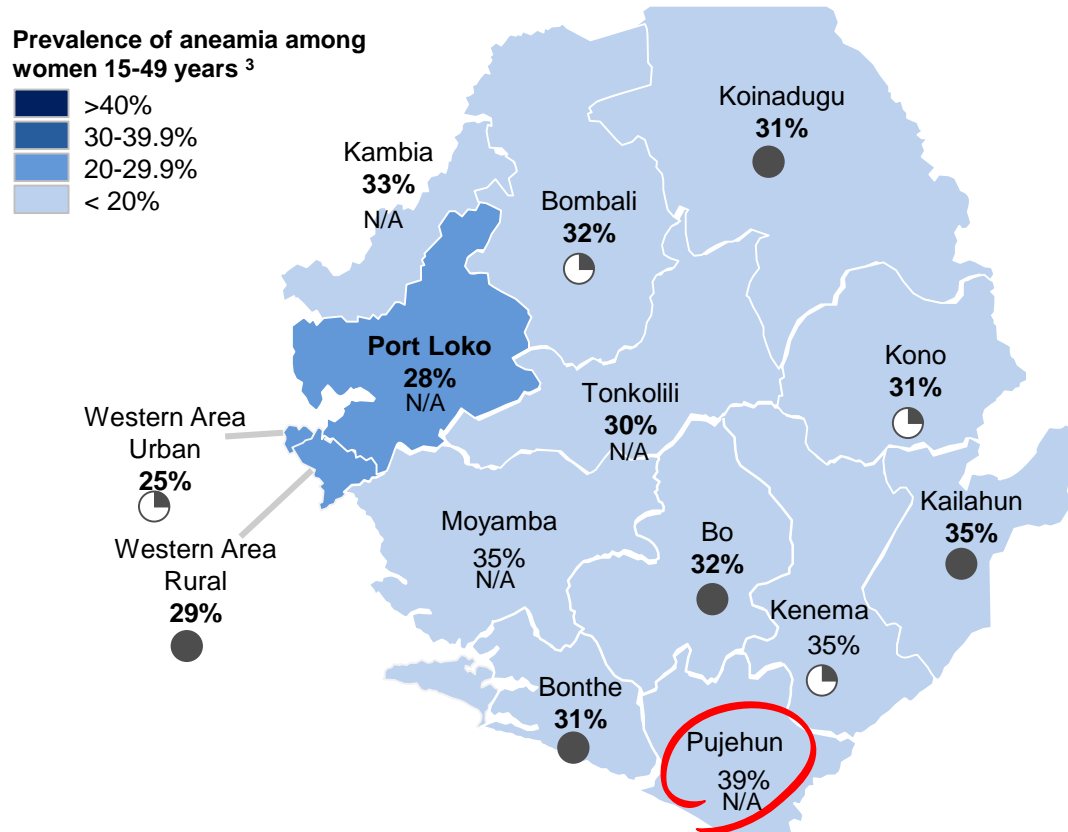 Prevalence of aneamia among
women 15-49 years ³
>40%
30-39.9%
20-29.9%
< 20%
Koinadugu
31%
Kambia
33%
N/A
Bombali
32%
Port Loko
28%
N/A
Kono
31%
Tonkolili
30%
N/A
Western Area
Urban
25%
Western Area
Rural
29%
Moyamba
35%
N/A
Bo
32%
Kailahun
35%
Kenema
35%
Bonthe
31%
Pujehun
39%
N/A